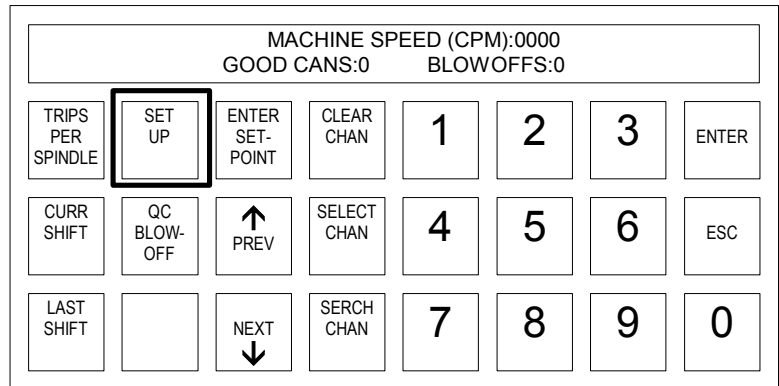 MACHINE SPEED (CPM):0000
GOOD CANS:0 BLOWOFFS:0
TRIPS
PER
SPINDLE
SET
UP
ENTER
SET-
POINT
CLEAR
CHAN
1
2
3
ENTER
CURR
SHIFT
QC
BLOW-
OFF
↑
PREV
SELECT
CHAN
4
5
6
ESC
LAST
SHIFT
NEXT
↓
SERCH
CHAN
7
8
9
0